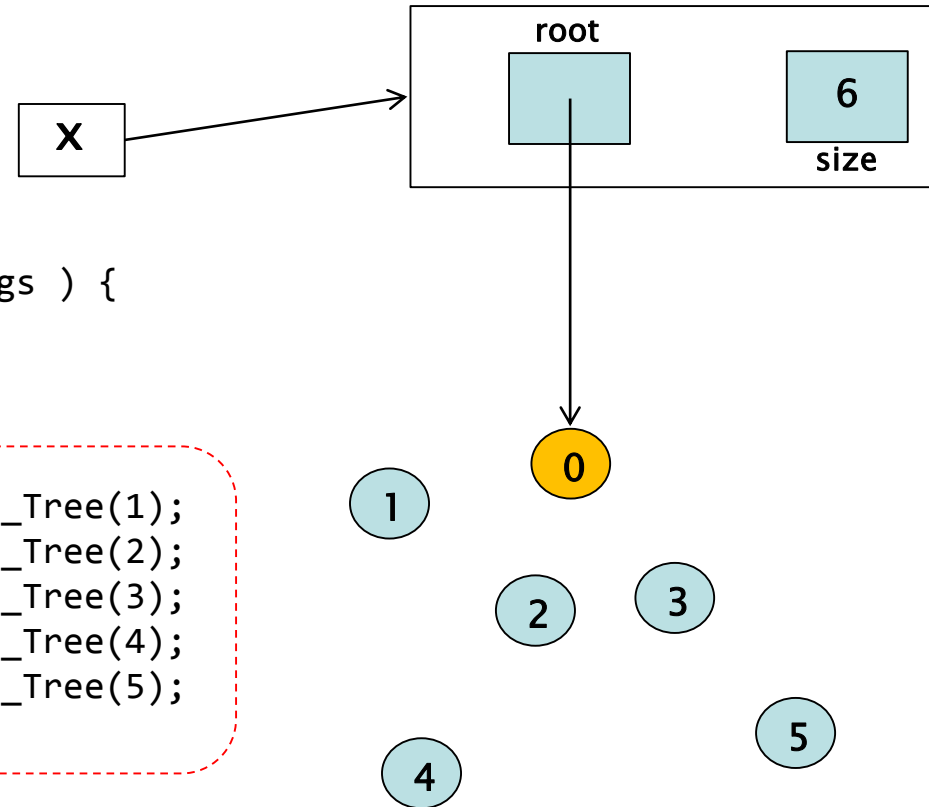 root
x
6
size
gs ) {
0
_Tree(1);
1
_Tree(2);
_Tree(3);
2
3
_Tree(4);
_Tree(5);
5
4